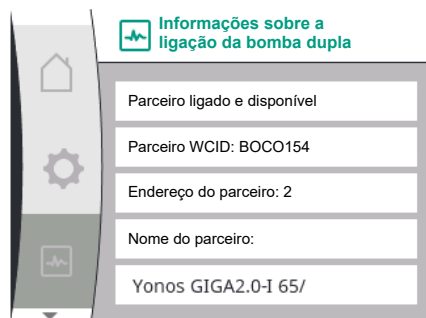 Informações sobre a
ligação da bomba dupla
Parceiro ligado e disponível
Parceiro WCID: BOCO154
Endereço do parceiro: 2
Nome do parceiro:
Yonos GIGA2.0-I 65/